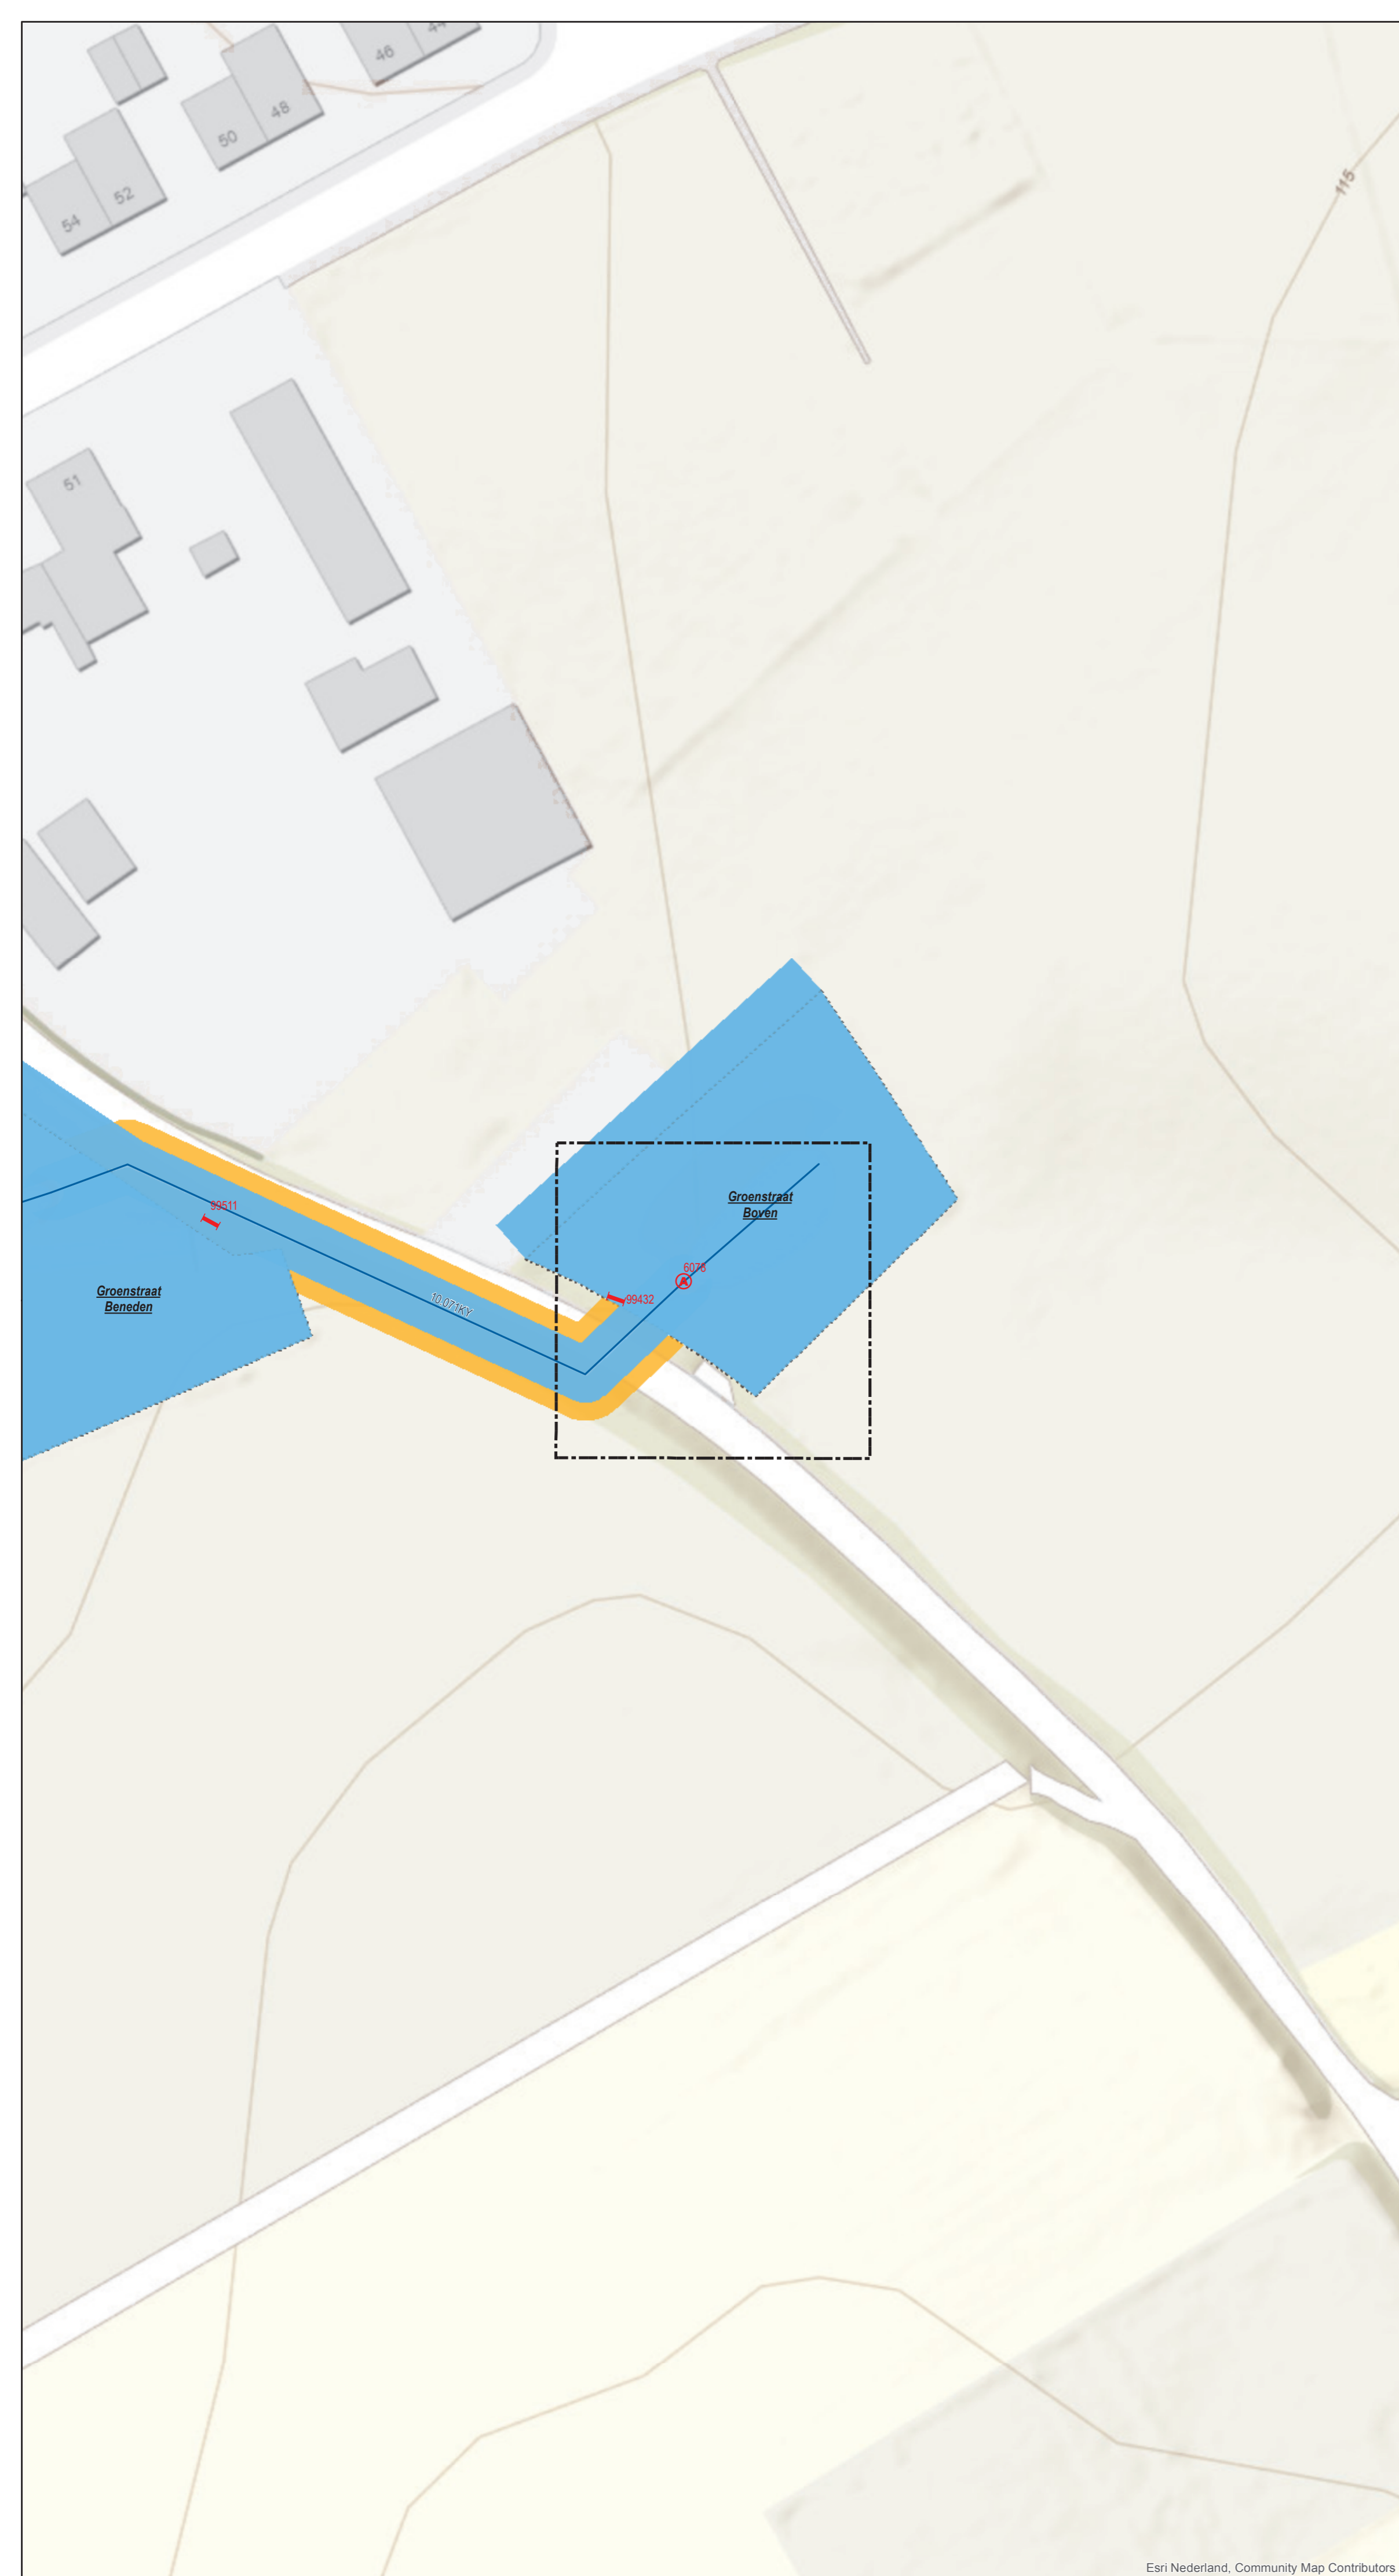 46
44
48
50
52
54
115
51
99511
Groenstraat
Boven
6078
99432
Groenstraat
Beneden
10.071KY
Esri Nederland, Community Map Contributors